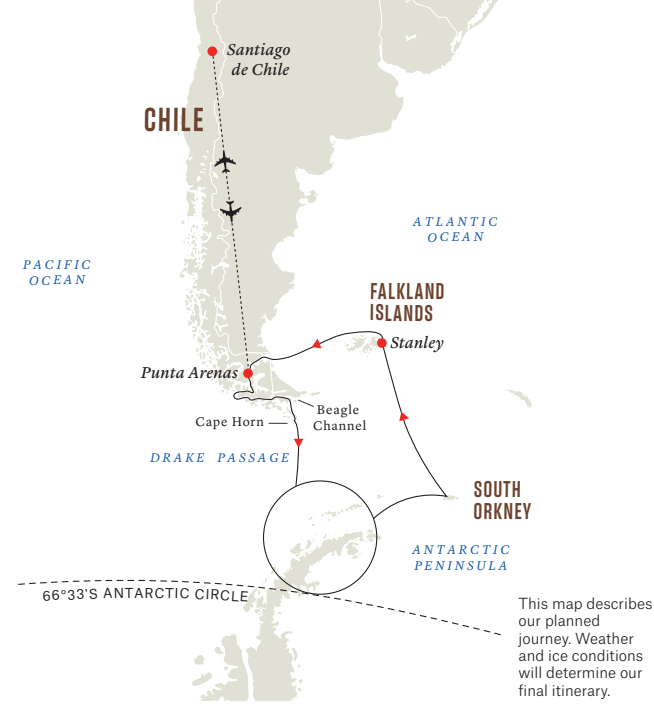 Santiago
de Chile
CHILE
ATLANTIC
OCEAN
PACIFIC
OCEAN
FALKLAND
ISLANDS
Stanley
Punta Arenas
Beagle
Channel
Cape Horn
DRAKE PASSAGE
SOUTH
ORKNEY
ANTARCTIC
PENINSULA
66°33'S ANTARCTIC CIRCLE
This map describes
our planned
journey. Weather
and ice conditions
will determine our
final itinerary.